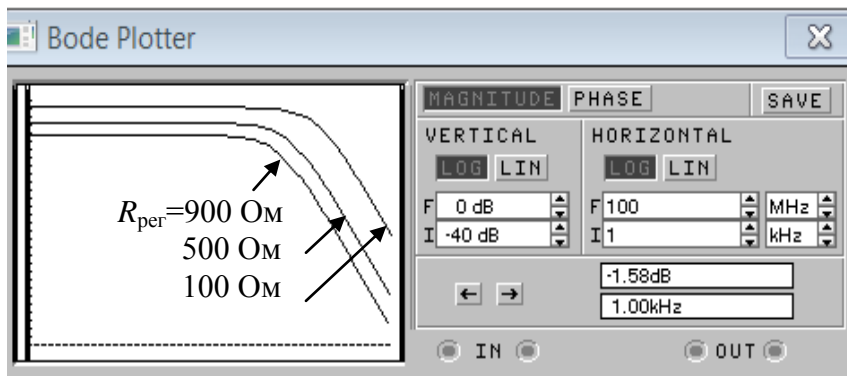 Bode Plotter
MAGNITUDE PHASE SAVE
VERTICAL HORIZONTAL
LOG LIN LOG LIN
F 0 dB F 100 MHz
I -40 dB I 1 kHz
Rрег=900 Ом
500 Ом
100 Ом
← →
-1.58dB
1.00kHz
IN OUT